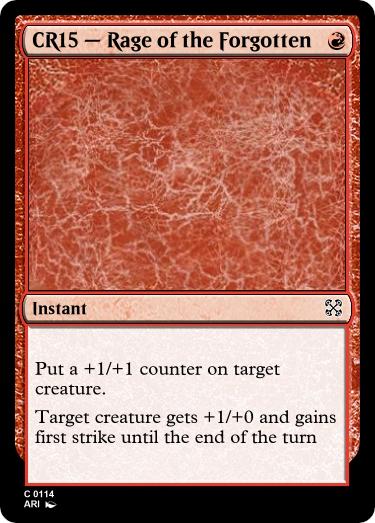 CR15 — Rage of the Forgotten
Instant
Put a +1/+1 counter on target
creature.
Target creature gets +1/+0 and gains
first strike until the end of the turn
C 0114
ARI